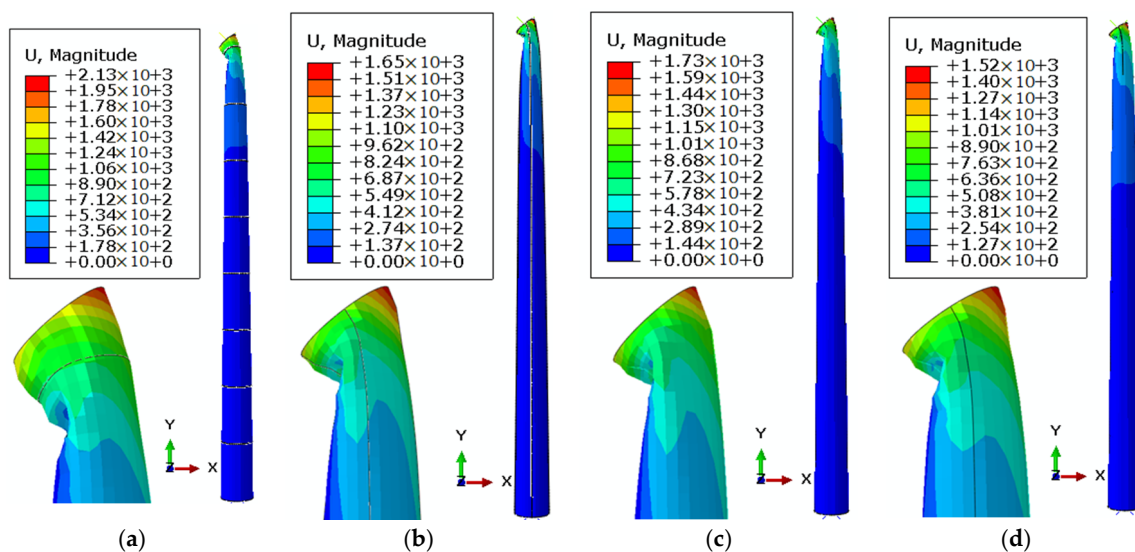 U, Magnitude
+2.13×10+3
+1.95×10+3
+1.78×10+3
+1.60×10+3
+1.42×10+3
+1.24×10+3
+1.06×10+3
+8.90×10+2
+7.12×10+2
+5.34×10+2
+3.56×10+2
+1.78×10+2
+0.00×10+0
Y
X
Z
(a)
U, Magnitude
+1.65×10+3
+1.51×10+3
+1.37×10+3
+1.23×10+3
+1.10×10+3
+9.62×10+2
+8.24×10+2
+6.87×10+2
+5.49×10+2
+4.12×10+2
+2.74×10+2
+1.37×10+2
+0.00×10+0
Y
X
Z
(b)
U, Magnitude
+1.73×10+3
+1.59×10+3
+1.44×10+3
+1.30×10+3
+1.15×10+3
+1.01×10+3
+8.68×10+2
+7.23×10+2
+5.78×10+2
+4.34×10+2
+2.89×10+2
+1.44×10+2
+0.00×10+0
Y
X
Z
(c)
U, Magnitude
+1.52×10+3
+1.40×10+3
+1.27×10+3
+1.14×10+3
+1.01×10+3
+8.90×10+2
+7.63×10+2
+6.36×10+2
+5.08×10+2
+3.81×10+2
+2.54×10+2
+1.27×10+2
+0.00×10+0
Y
X
Z
(d)